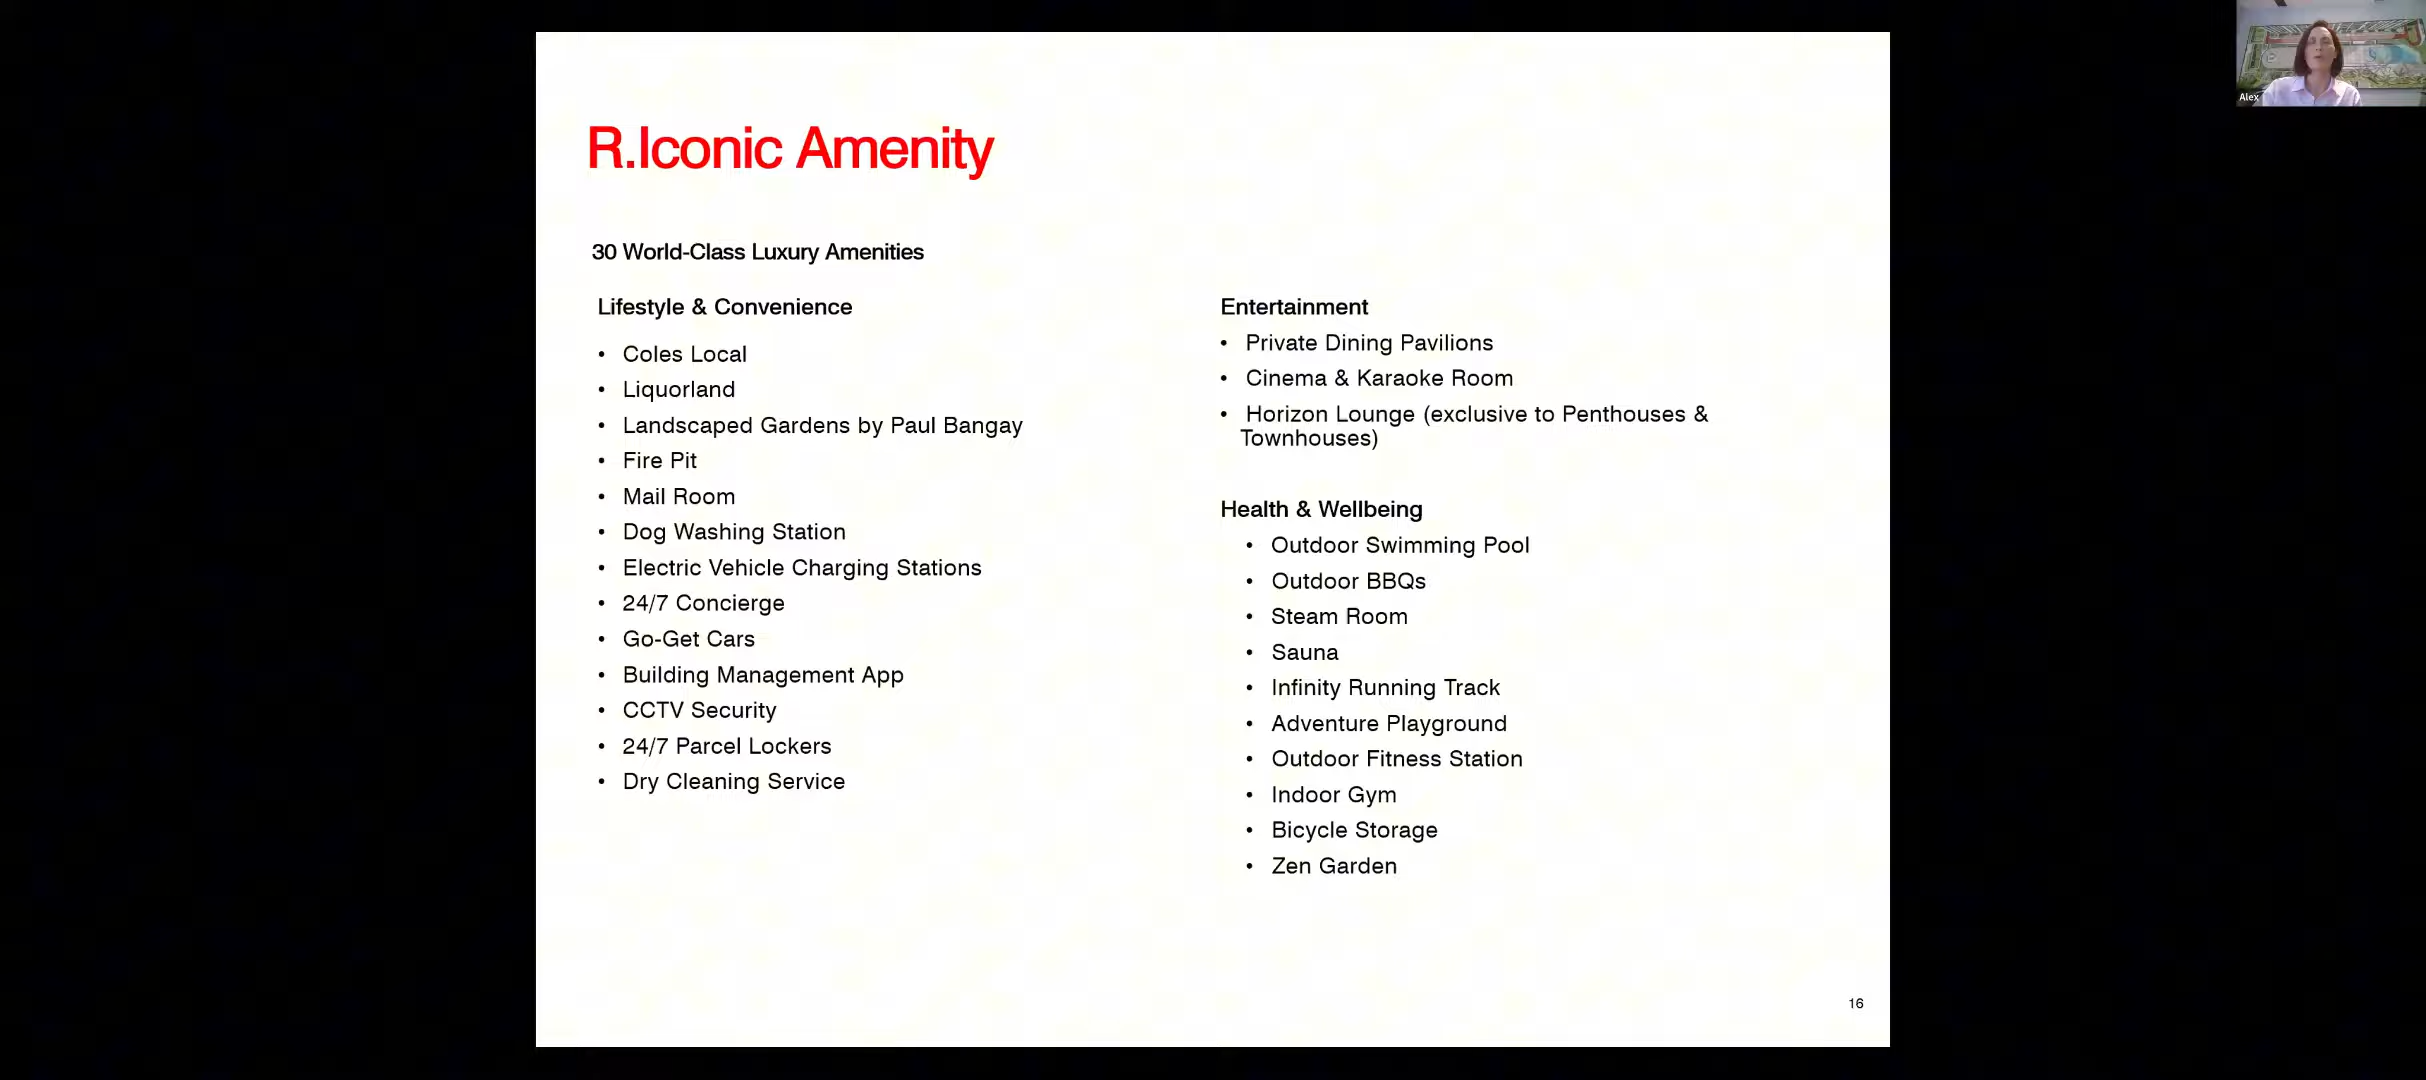 R.Iconic Amenity
30 World-Class Luxury Amenities
Lifestyle & Convenience
• Coles Local
• Liquorland
• Landscaped Gardens by Paul Bangay
• Fire Pit
• Mail Room
• Dog Washing Station
• Electric Vehicle Charging Stations
• 24/7 Concierge
• Go-Get Cars
• Building Management App
• CCTV Security
• 24/7 Parcel Lockers
• Dry Cleaning Service
Entertainment
• Private Dining Pavilions
• Cinema & Karaoke Room
• Horizon Lounge (exclusive to Penthouses &
Townhouses)
Health & Wellbeing
• Outdoor Swimming Pool
• Outdoor BBQs
• Steam Room
• Sauna
• Infinity Running Track
• Adventure Playground
• Outdoor Fitness Station
• Indoor Gym
• Bicycle Storage
• Zen Garden
16
Alex